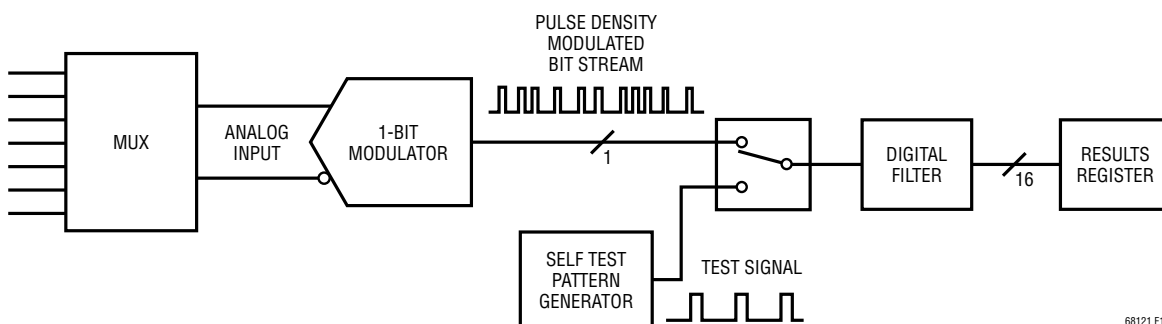 PULSE DENSITY
MODULATED
BIT STREAM
MUX
ANALOG
INPUT
1-BIT
MODULATOR
1
DIGITAL
FILTER
16
RESULTS
REGISTER
SELF TEST
PATTERN
GENERATOR
TEST SIGNAL